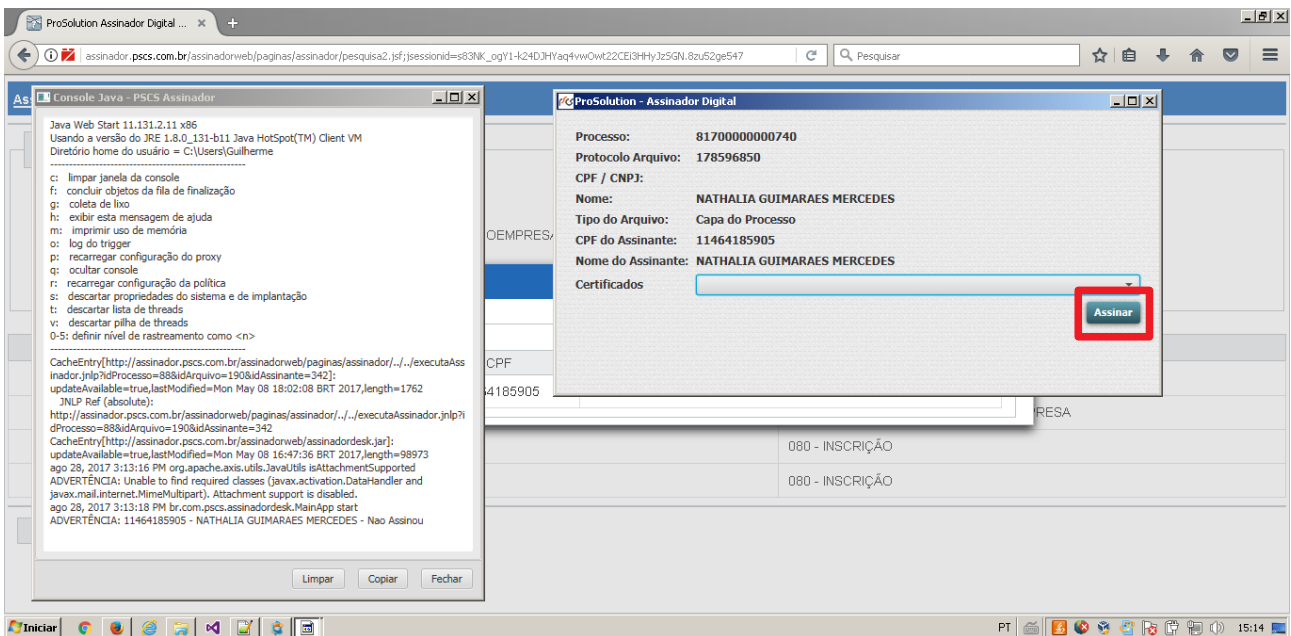 ProSolution Assinador Digital ...
assinador.pscs.com.br/assinadorweb/paginas/assinador/pesquisa2.jsf;jsessionid=s83NK_ogY1-k24DJHYaq4vwOwt22CEi3HHyJz5GN.8zu52ge547
Pesquisar
Ass
Console Java - PSCS Assinador
Java Web Start 11.131.2.11 x86
Usando a versão do JRE 1.8.0_131-b11 Java HotSpot(TM) Client VM
Diretório home do usuário = C:\Users\Guilherme
----------------------------------------------------
c: limpar janela da console
f: concluir objetos da fila de finalização
g: coleta de lixo
h: exibir esta mensagem de ajuda
m: imprimir uso de memória
o: log do trigger
p: recarregar configuração do proxy
q: ocultar console
r: recarregar configuração da política
s: descartar propriedades do sistema e de implantação
t: descartar lista de threads
v: descartar pilha de threads
0-5: definir nível de rastreamento como <n>
----------------------------------------------------
CacheEntry[http://assinador.pscs.com.br/assinadorweb/paginas/assinador/../../executaAss
inador.jnlp?idProcesso=88&idArquivo=190&idAssinante=342]:
updateAvailable=true,lastModified=Mon May 08 18:02:08 BRT 2017,length=1762
JNLP Ref (absolute):
http://assinador.pscs.com.br/assinadorweb/paginas/assinador/../../executaAssinador.jnlp?i
dProcesso=88&idArquivo=190&idAssinante=342
CacheEntry[http://assinador.pscs.com.br/assinadorweb/assinadordesk.jar]:
updateAvailable=true,lastModified=Mon May 08 16:47:36 BRT 2017,length=98973
ago 28, 2017 3:13:16 PM org.apache.axis.utils.JavaUtils isAttachmentSupported
ADVERTÊNCIA: Unable to find required classes (javax.activation.DataHandler and
javax.mail.internet.MimeMultipart). Attachment support is disabled.
ago 28, 2017 3:13:18 PM br.com.pscs.assinadordesk.MainApp start
ADVERTÊNCIA: 11464185905 - NATHALIA GUIMARAES MERCEDES - Nao Assinou
Limpar Copiar Fechar
OEMPRESA
CPF
64185905
ProSolution - Assinador Digital
Processo: 81700000000740
Protocolo Arquivo: 178596850
CPF / CNPJ:
Nome: NATHALIA GUIMARAES MERCEDES
Tipo do Arquivo: Capa do Processo
CPF do Assinante: 11464185905
Nome do Assinante: NATHALIA GUIMARAES MERCEDES
Certificados
Assinar
PRESA
080 - INSCRIÇÃO
080 - INSCRIÇÃO
Iniciar
PT
15:14